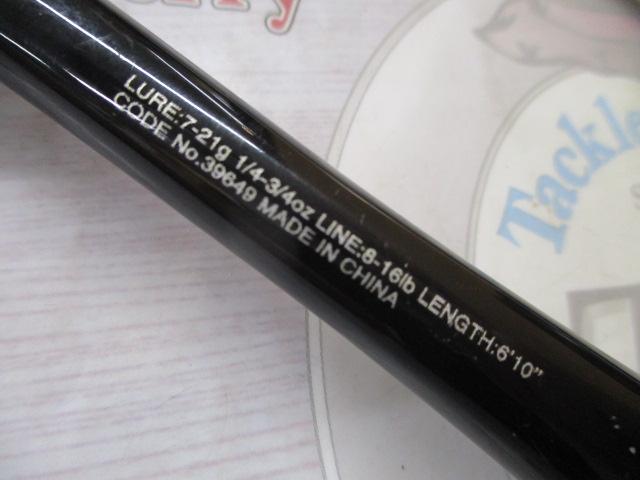 LURE:7-21g 1/4-3/4oz LINE:8-16lb LENGTH:6'10"
CODE No.39649 MADE IN CHINA
Tackle